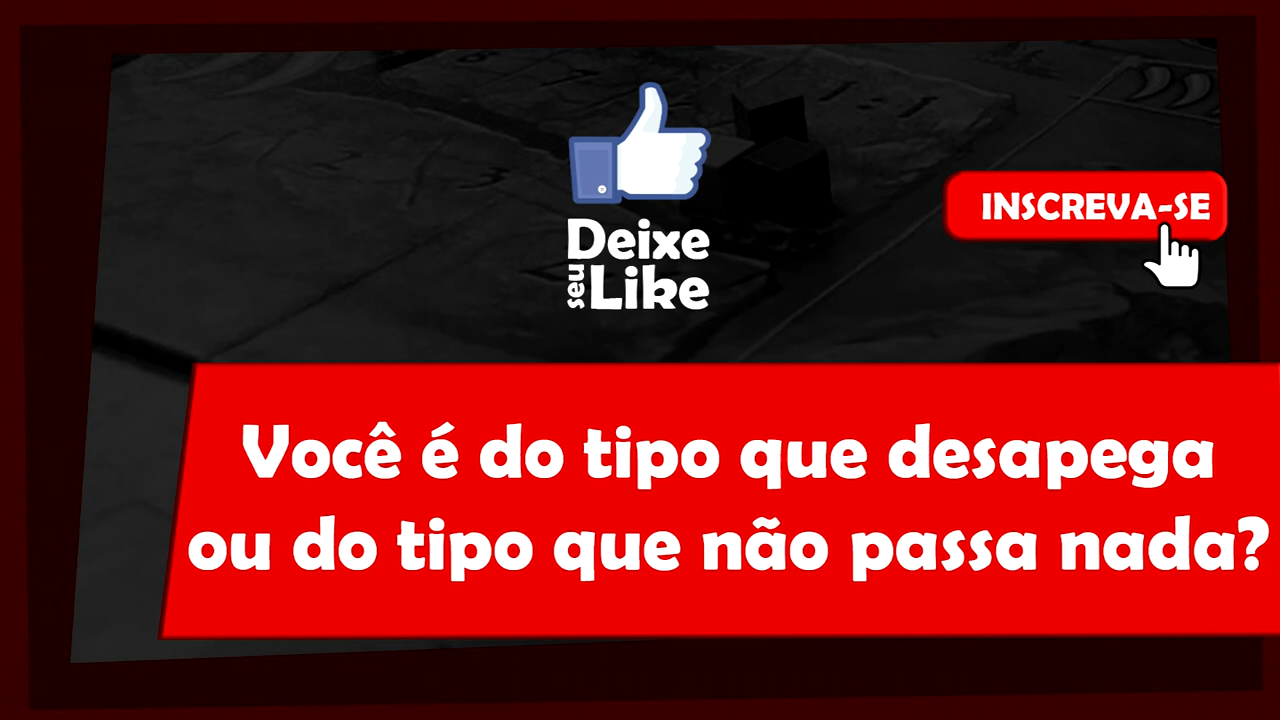 Deixe
seu Like
INSCREVA-SE
Você é do tipo que desapega
ou do tipo que não passa nada?